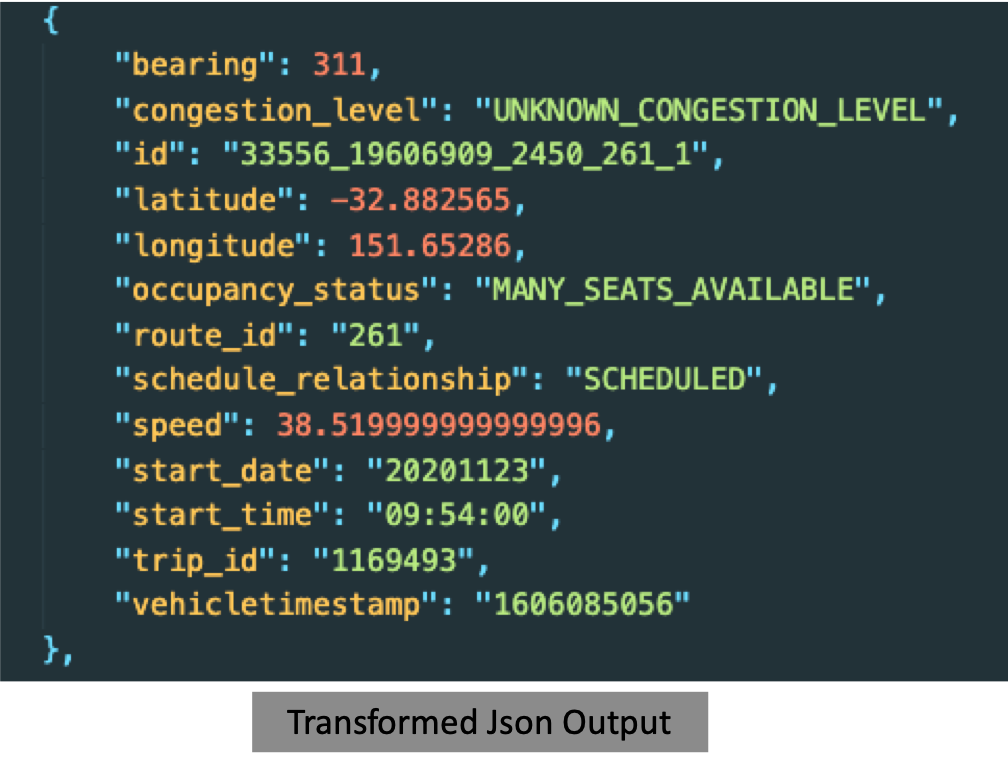 {
"bearing": 311,
"congestion_level": "UNKNOWN_CONGESTION_LEVEL",
"id": "33556_19606909_2450_261_1",
"latitude": -32.882565,
"longitude": 151.65286,
"occupancy_status": "MANY_SEATS_AVAILABLE",
"route_id": "261",
"schedule_relationship": "SCHEDULED",
"speed": 38.519999999999996,
"start_date": "20201123",
"start_time": "09:54:00",
"trip_id": "1169493",
"vehicletimestamp": "1606085056"
},
Transformed Json Output